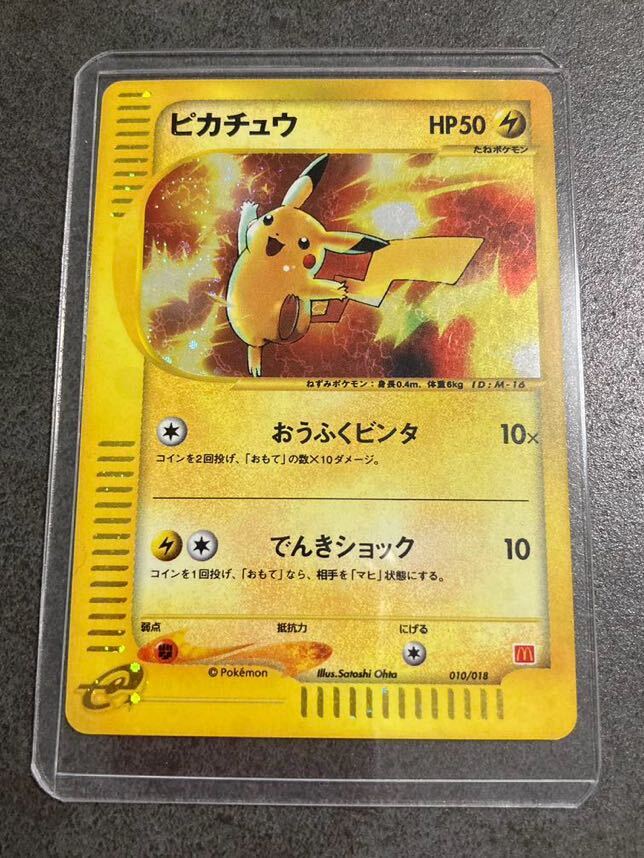 ピカチュウ HP50
たねポケモン
ねずみポケモン：身長0.4m、体重6kg ID:M-16
おうふくビンタ 10×
コインを2回投げ、「おもて」の数×10ダメージ。
でんきショック 10
コインを1回投げ、「おもて」なら、相手を「マヒ」状態にする。
弱点 抵抗力 にげる
©Pokémon Illus.Satoshi Ohta 010/018